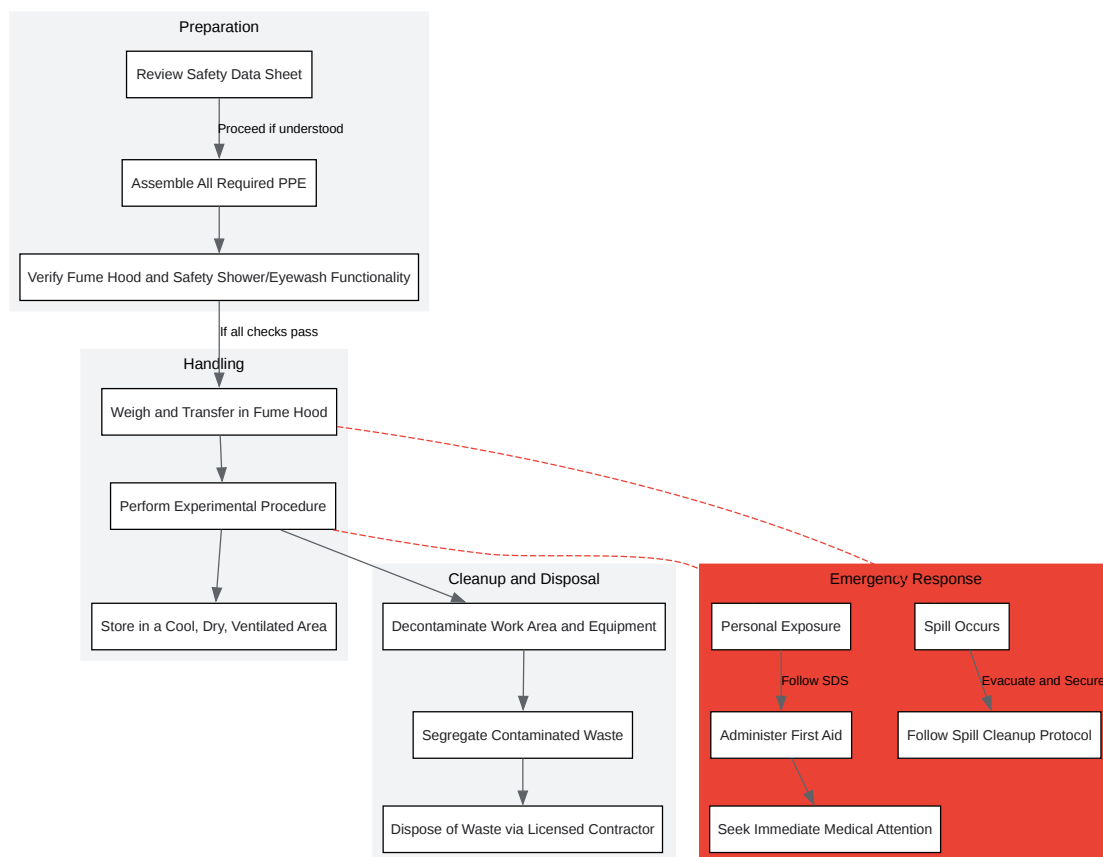 Preparation
Review Safety Data Sheet
Proceed if understood
Assemble All Required PPE
Verify Fume Hood and Safety Shower/Eyewash Functionality
If all checks pass
Handling
Weigh and Transfer in Fume Hood
Perform Experimental Procedure
Store in a Cool, Dry, Ventilated Area
Cleanup and Disposal
Decontaminate Work Area and Equipment
Segregate Contaminated Waste
Dispose of Waste via Licensed Contractor
Emergency Response
Personal Exposure
Follow SDS
Administer First Aid
Seek Immediate Medical Attention
Spill Occurs
Evacuate and Secure
Follow Spill Cleanup Protocol